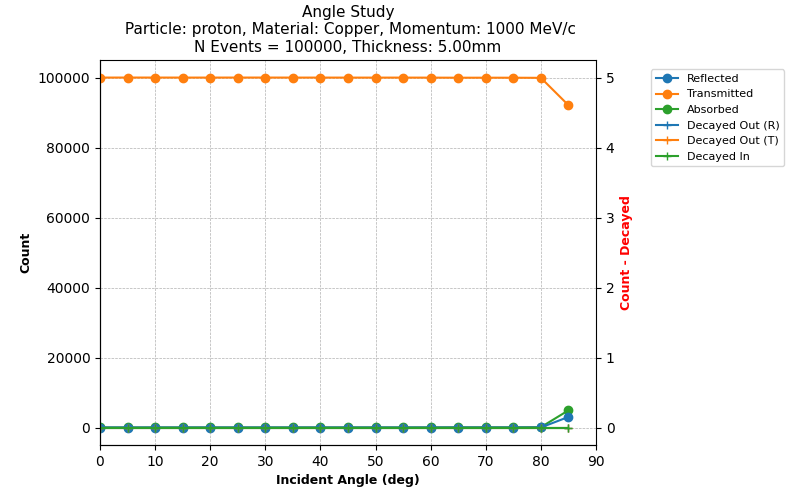 Angle Study
Particle: proton, Material: Copper, Momentum: 1000 MeV/c
N Events = 100000, Thickness: 5.00mm
100000
80000
60000
40000
20000
0
Count
5
4
3
2
1
0
Count - Decayed
0 10 20 30 40 50 60 70 80 90
Incident Angle (deg)
Reflected
Transmitted
Absorbed
Decayed Out (R)
Decayed Out (T)
Decayed In